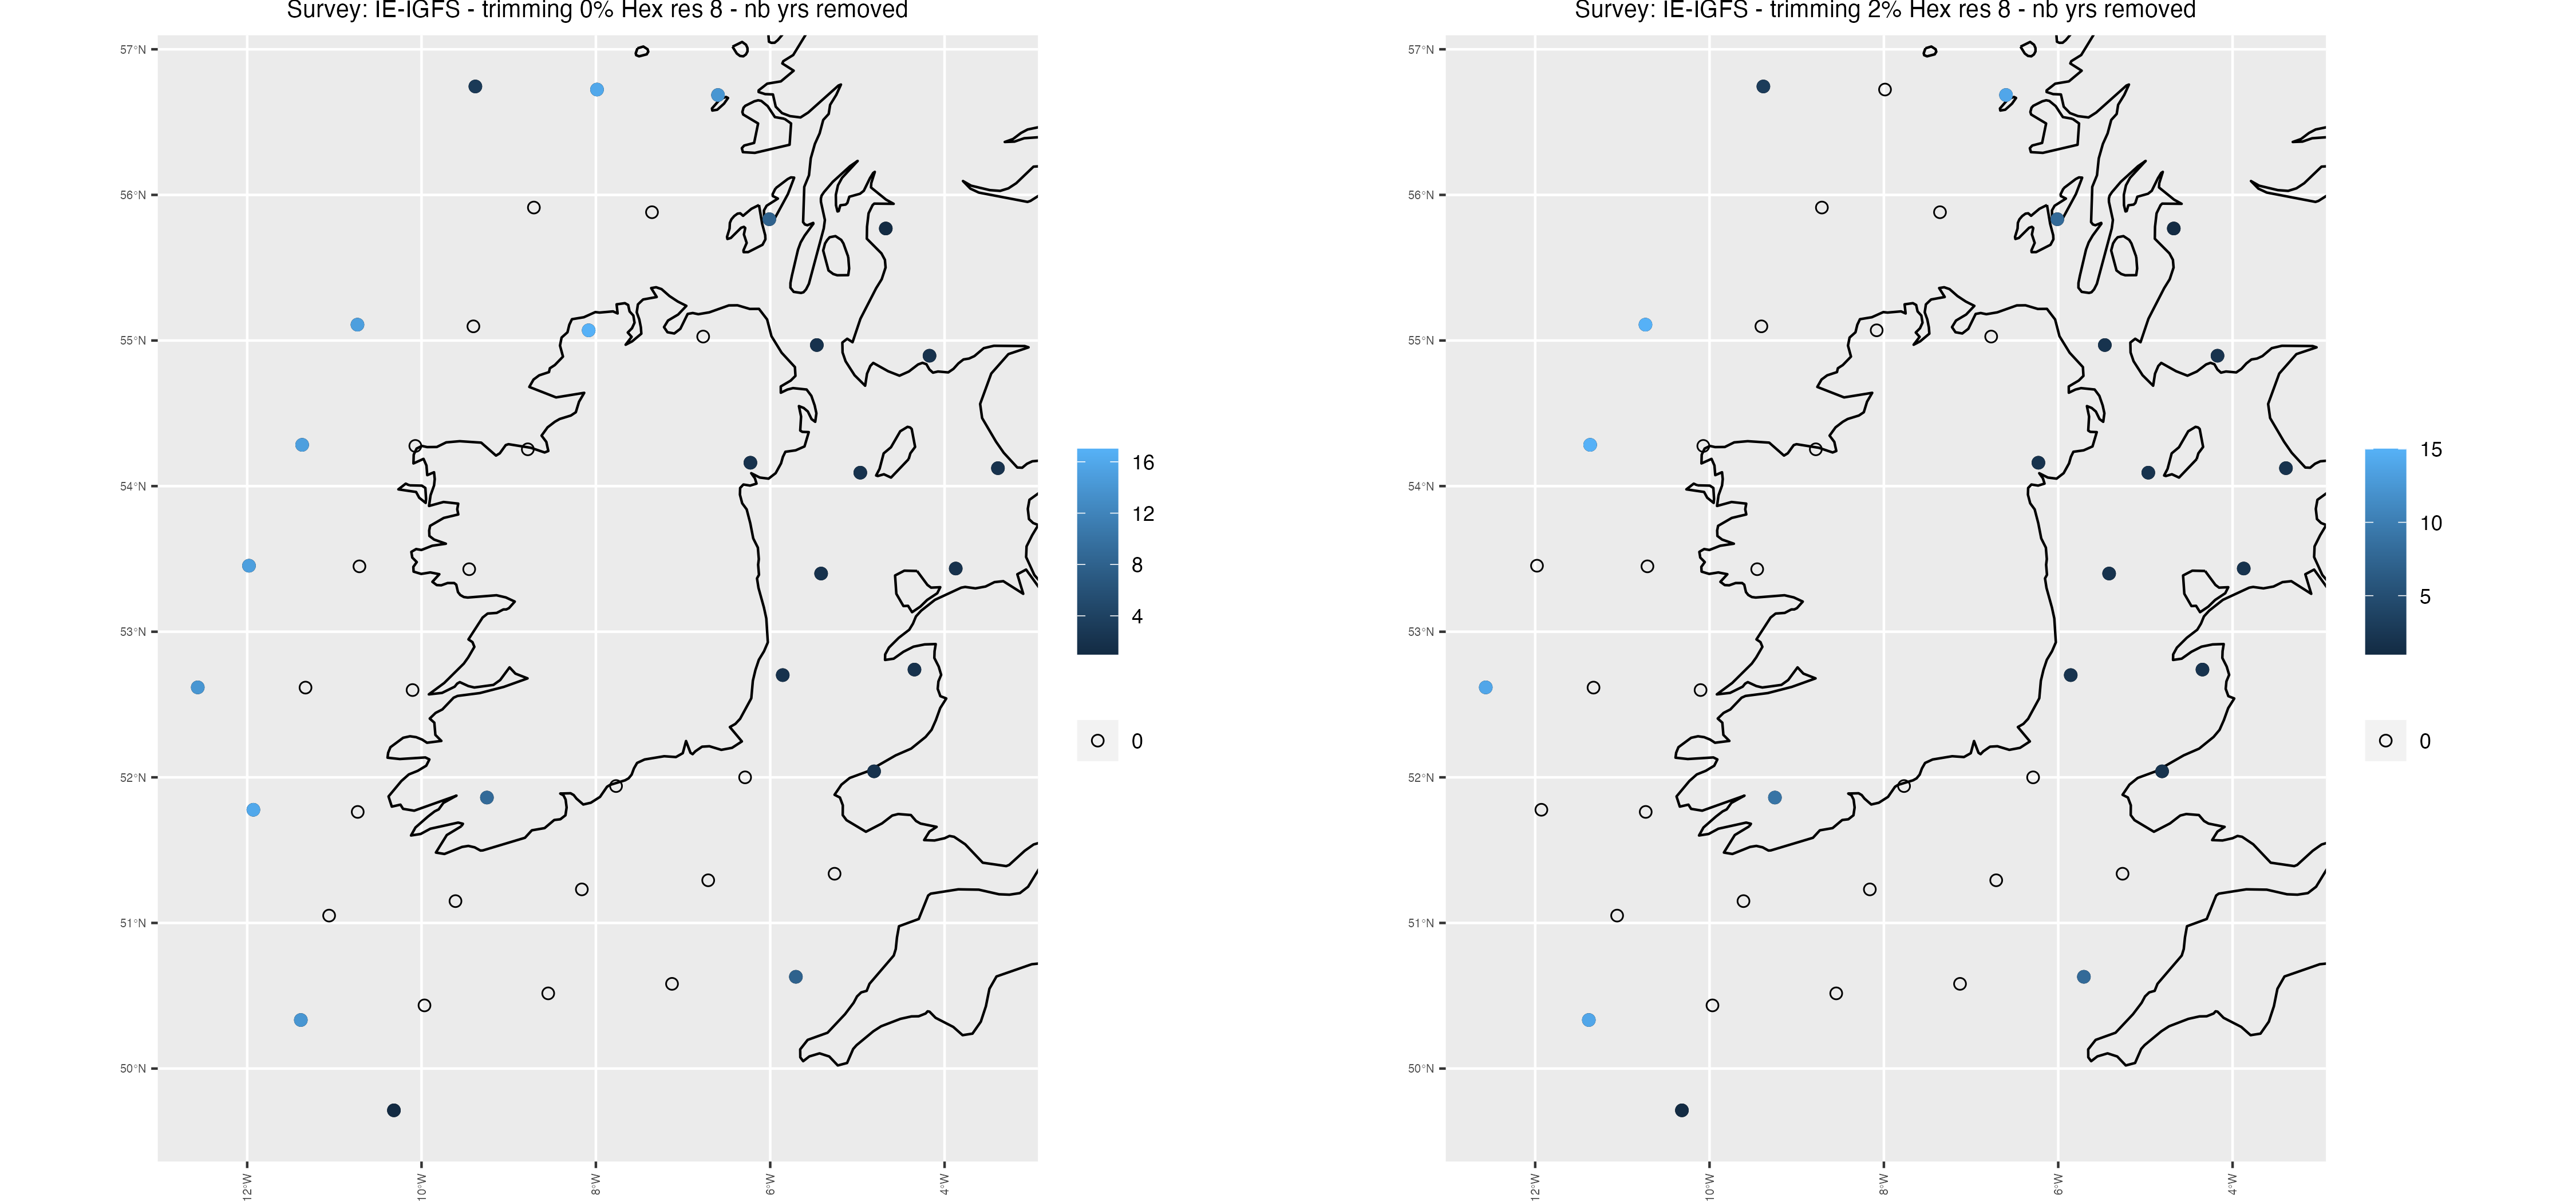 Survey: IE-IGFS - trimming 0% Hex res 8 - nb yrs removed
57°N
56°N
55°N
54°N
53°N
52°N
51°N
50°N
12°W
10°W
8°W
6°W
4°W
16
12
8
4
0
Survey: IE-IGFS - trimming 2% Hex res 8 - nb yrs removed
57°N
56°N
55°N
54°N
53°N
52°N
51°N
50°N
12°W
10°W
8°W
6°W
4°W
15
10
5
0